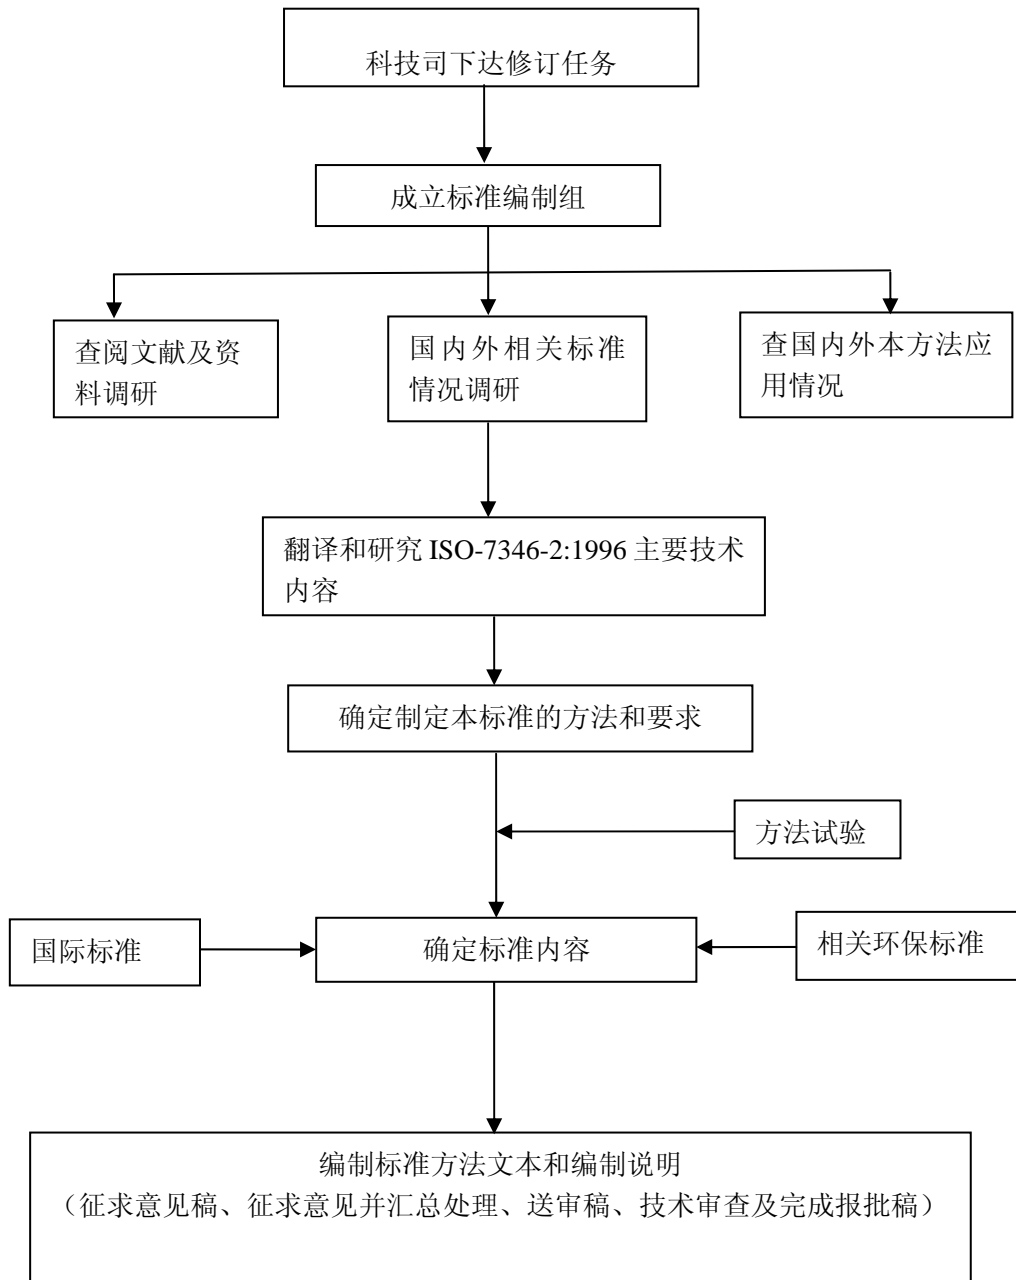 科技司下达修订任务
成立标准编制组
查阅文献及资
料调研
国内外相关标准
情况调研
查国内外本方法应
用情况
翻译和研究 ISO-7346-2:1996 主要技术
内容
确定制定本标准的方法和要求
方法试验
国际标准
确定标准内容
相关环保标准
编制标准方法文本和编制说明
（征求意见稿、征求意见并汇总处理、送审稿、技术审查及完成报批稿）